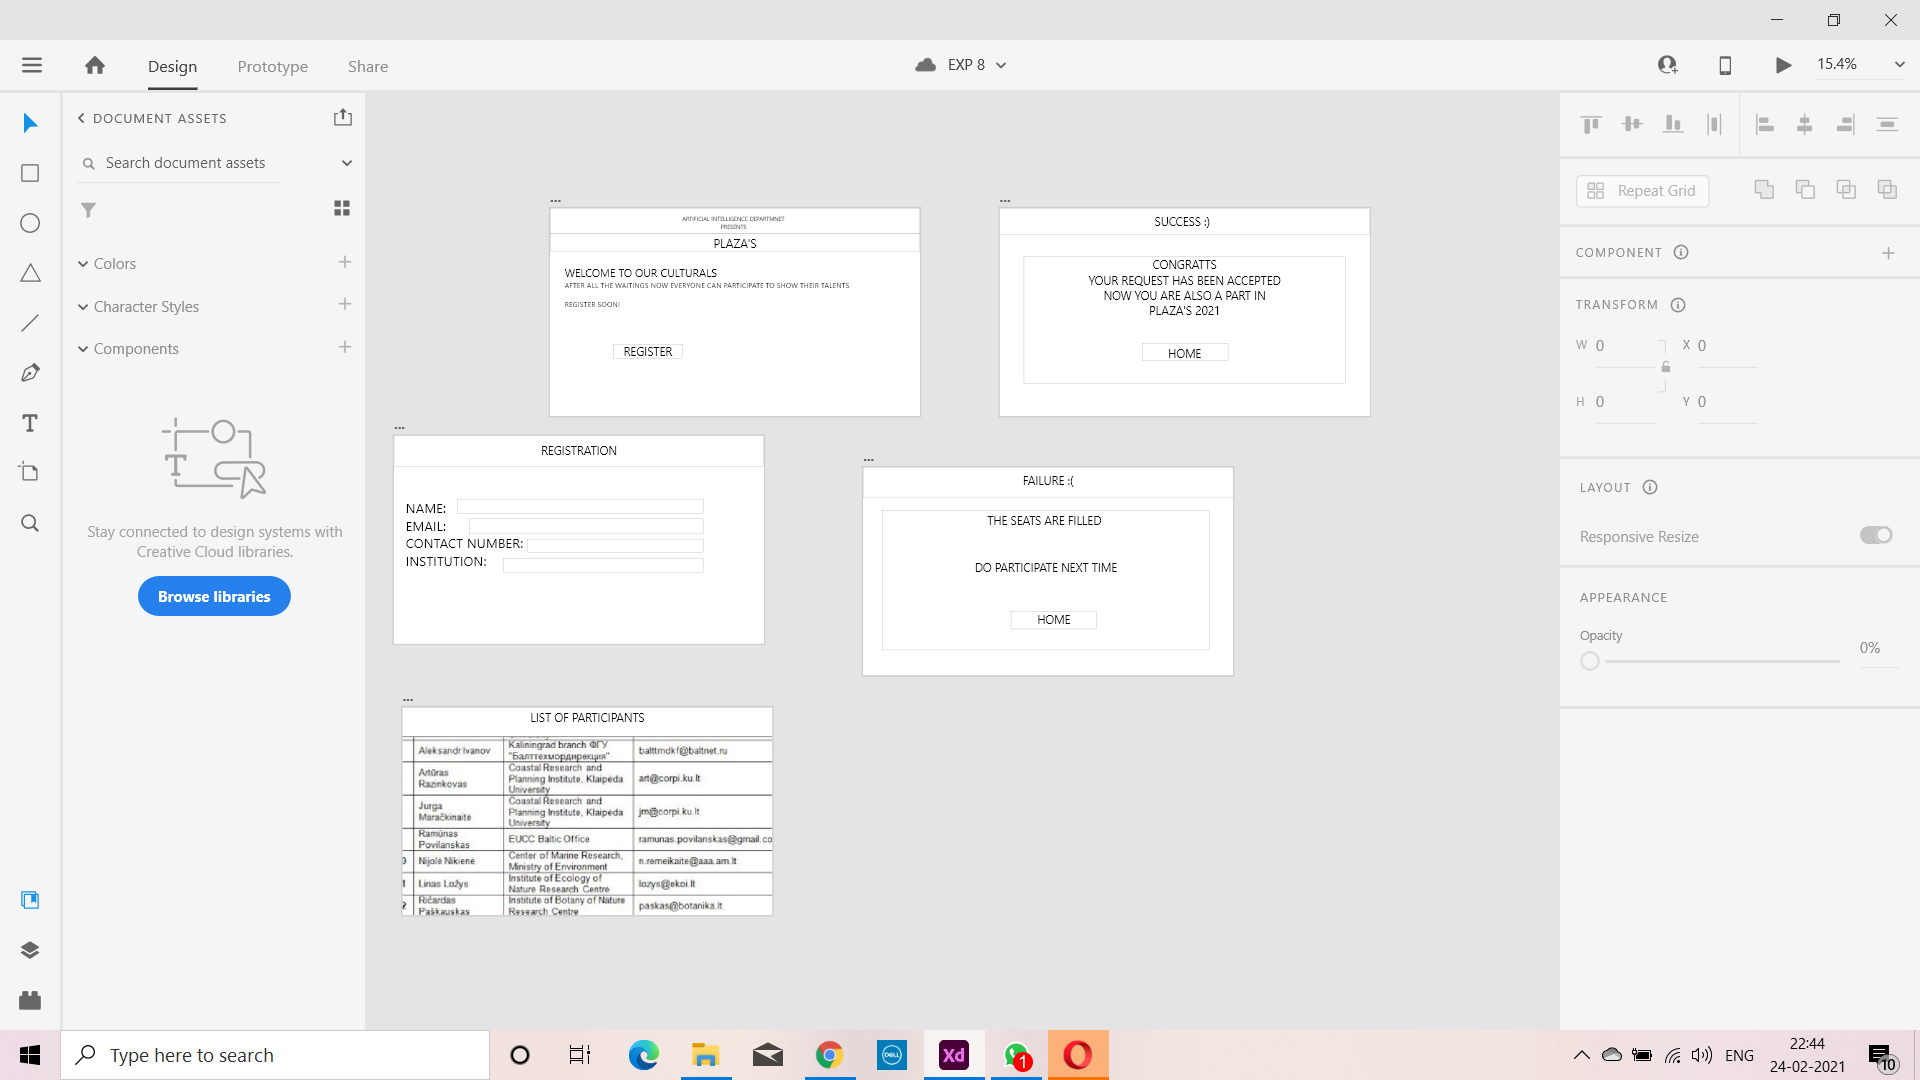 Design
Prototype
Share
EXP 8
15.4%
DOCUMENT ASSETS
Search document assets
Colors
Character Styles
Components
Stay connected to design systems with
Creative Cloud libraries.
Browse libraries
ARTIFICIAL INTELLIGENCE DEPARTMNET
PRESENTS
PLAZA'S
WELCOME TO OUR CULTURALS
AFTER ALL THE WAITINGS NOW EVERYONE CAN PARTICIPATE TO SHOW THEIR TALENTS
REGISTER SOON!
REGISTER
SUCCESS :)
CONGRATTS
YOUR REQUEST HAS BEEN ACCEPTED
NOW YOU ARE ALSO A PART IN
PLAZA'S 2021
HOME
REGISTRATION
NAME:
EMAIL:
CONTACT NUMBER:
INSTITUTION:
FAILURE :(
THE SEATS ARE FILLED
DO PARTICIPATE NEXT TIME
HOME
LIST OF PARTICIPANTS
Aleksandr Ivanov
Kaliningrad branch ФГУ
"Балттехмордирекция"
balttmdkf@baltnet.ru
Artūras
Razinkovas
Coastal Research and
Planning Institute, Klaipėda
University
art@corpi.ku.lt
Jurga
Maračkinaitė
Coastal Research and
Planning Institute, Klaipėda
University
jm@corpi.ku.lt
Ramūnas
Povilanskas
EUCC Baltic Office
ramunas.povilanskas@gmail.co
Nijolė Nikienė
Center of Marine Research,
Ministry of Environment
n.remeikaite@aaa.am.lt
Linas Ložys
Institute of Ecology of
Nature Research Centre
lozys@ekoi.lt
Ričardas
Paškauskas
Institute of Botany of Nature
Research Centre
paskas@botanika.lt
Repeat Grid
COMPONENT
TRANSFORM
W 0
X 0
H 0
Y 0
LAYOUT
Responsive Resize
APPEARANCE
Opacity
0%
Type here to search
DELL
Xd
1
ENG
22:44
24-02-2021
10